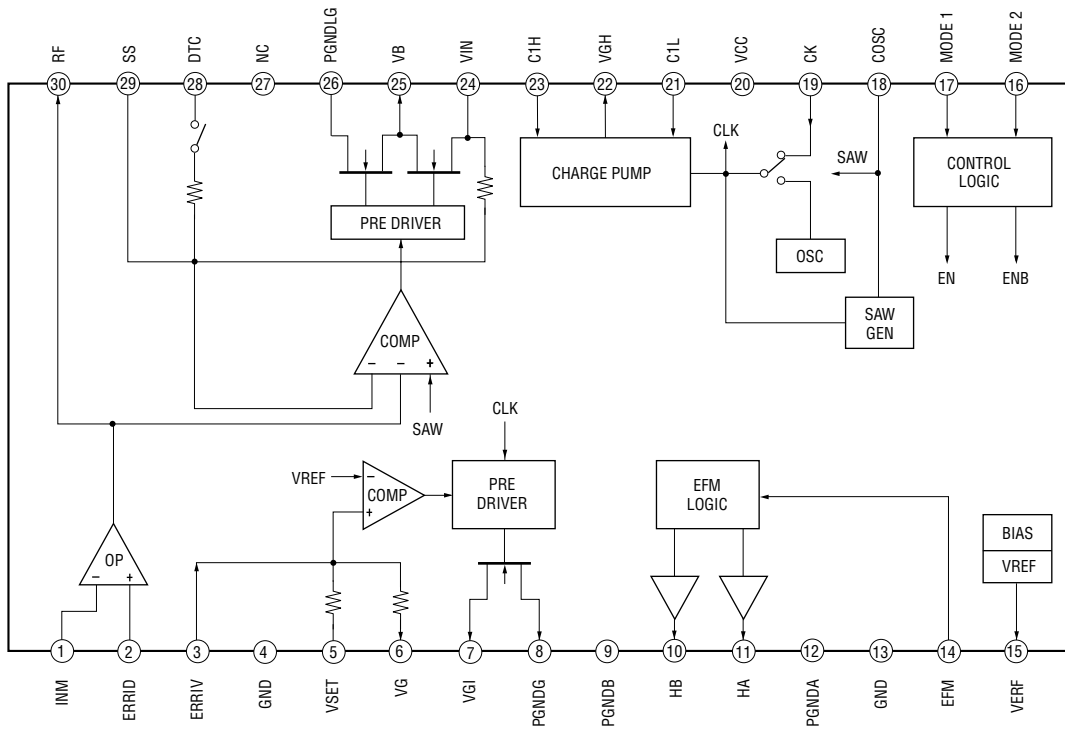 RF SS DTC NC PGNDLG VB VIN C1H VGH C1L VCC CK COSC MODE 1 MODE 2
30 29 28 27 26 25 24 23 22 21 20 19 18 17 16
CLK
CHARGE PUMP
SAW
CONTROL
LOGIC
PRE DRIVER
OSC
EN
ENB
SAW
GEN
COMP
− − +
SAW
CLK
VREF
−
COMP
+
PRE
DRIVER
EFM
LOGIC
BIAS
VREF
OP
− +
1 2 3 4 5 6 7 8 9 10 11 12 13 14 15
INM ERRID ERRIV GND VSET VG VGI PGNDG PGNDB HB HA PGNDA GND EFM VERF